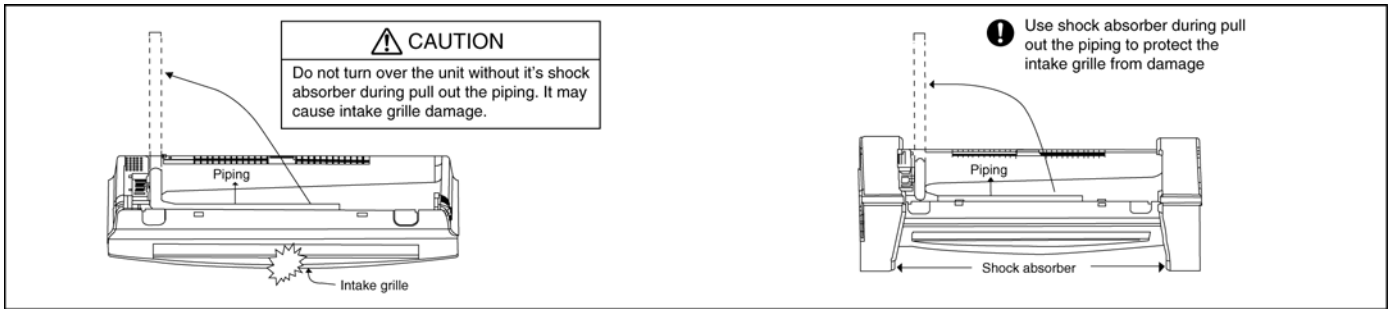 CAUTION
Do not turn over the unit without it's shock
absorber during pull out the piping. It may
cause intake grille damage.
Piping
Intake grille
Use shock absorber during pull
out the piping to protect the
intake grille from damage
Piping
Shock absorber